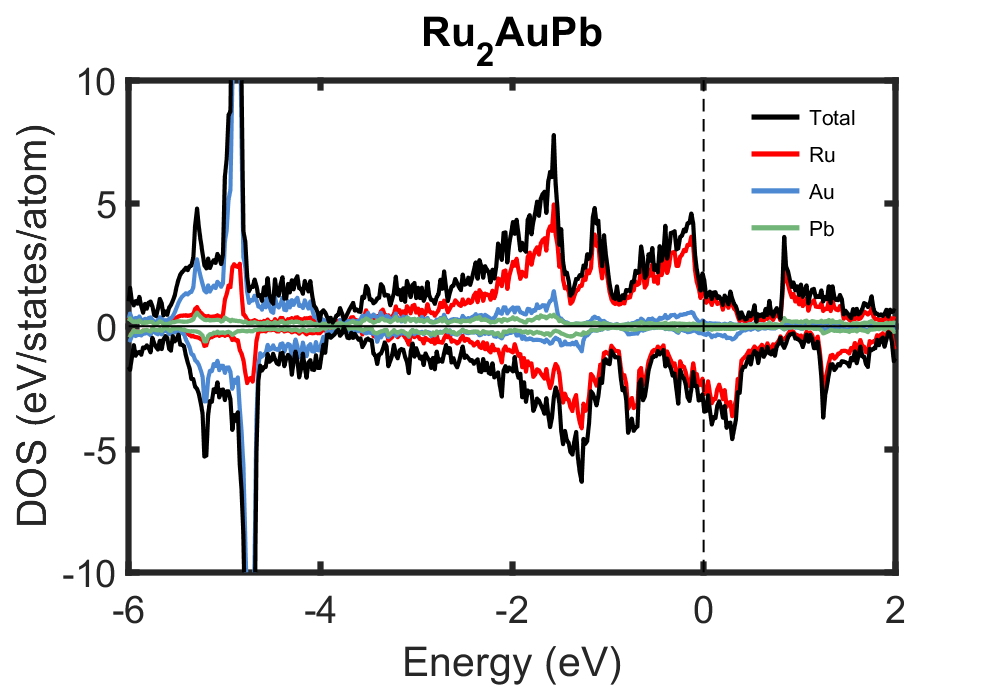 Ru₂AuPb
DOS (eV/states/atom)
10
5
0
-5
-10
Total
Ru
Au
Pb
-6 -4 -2 0 2
Energy (eV)